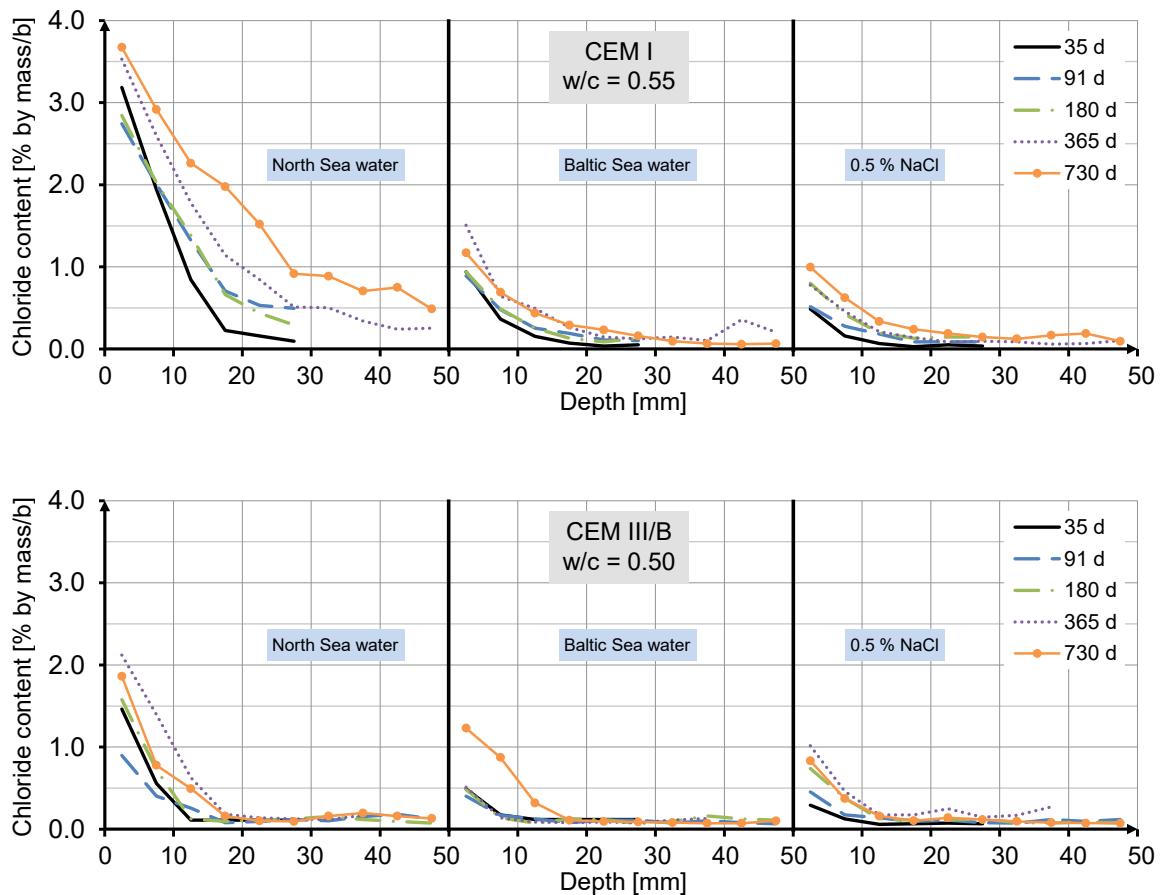 Chloride content [% by mass/b]
4.0
3.0
2.0
1.0
0.0
CEM I
w/c = 0.55
North Sea water
Baltic Sea water
0.5 % NaCl
35 d
91 d
180 d
365 d
730 d
0 10 20 30 40 50 10 20 30 40 50 10 20 30 40 50
Depth [mm]
Chloride content [% by mass/b]
4.0
3.0
2.0
1.0
0.0
CEM III/B
w/c = 0.50
North Sea water
Baltic Sea water
0.5 % NaCl
35 d
91 d
180 d
365 d
730 d
0 10 20 30 40 50 10 20 30 40 50 10 20 30 40 50
Depth [mm]